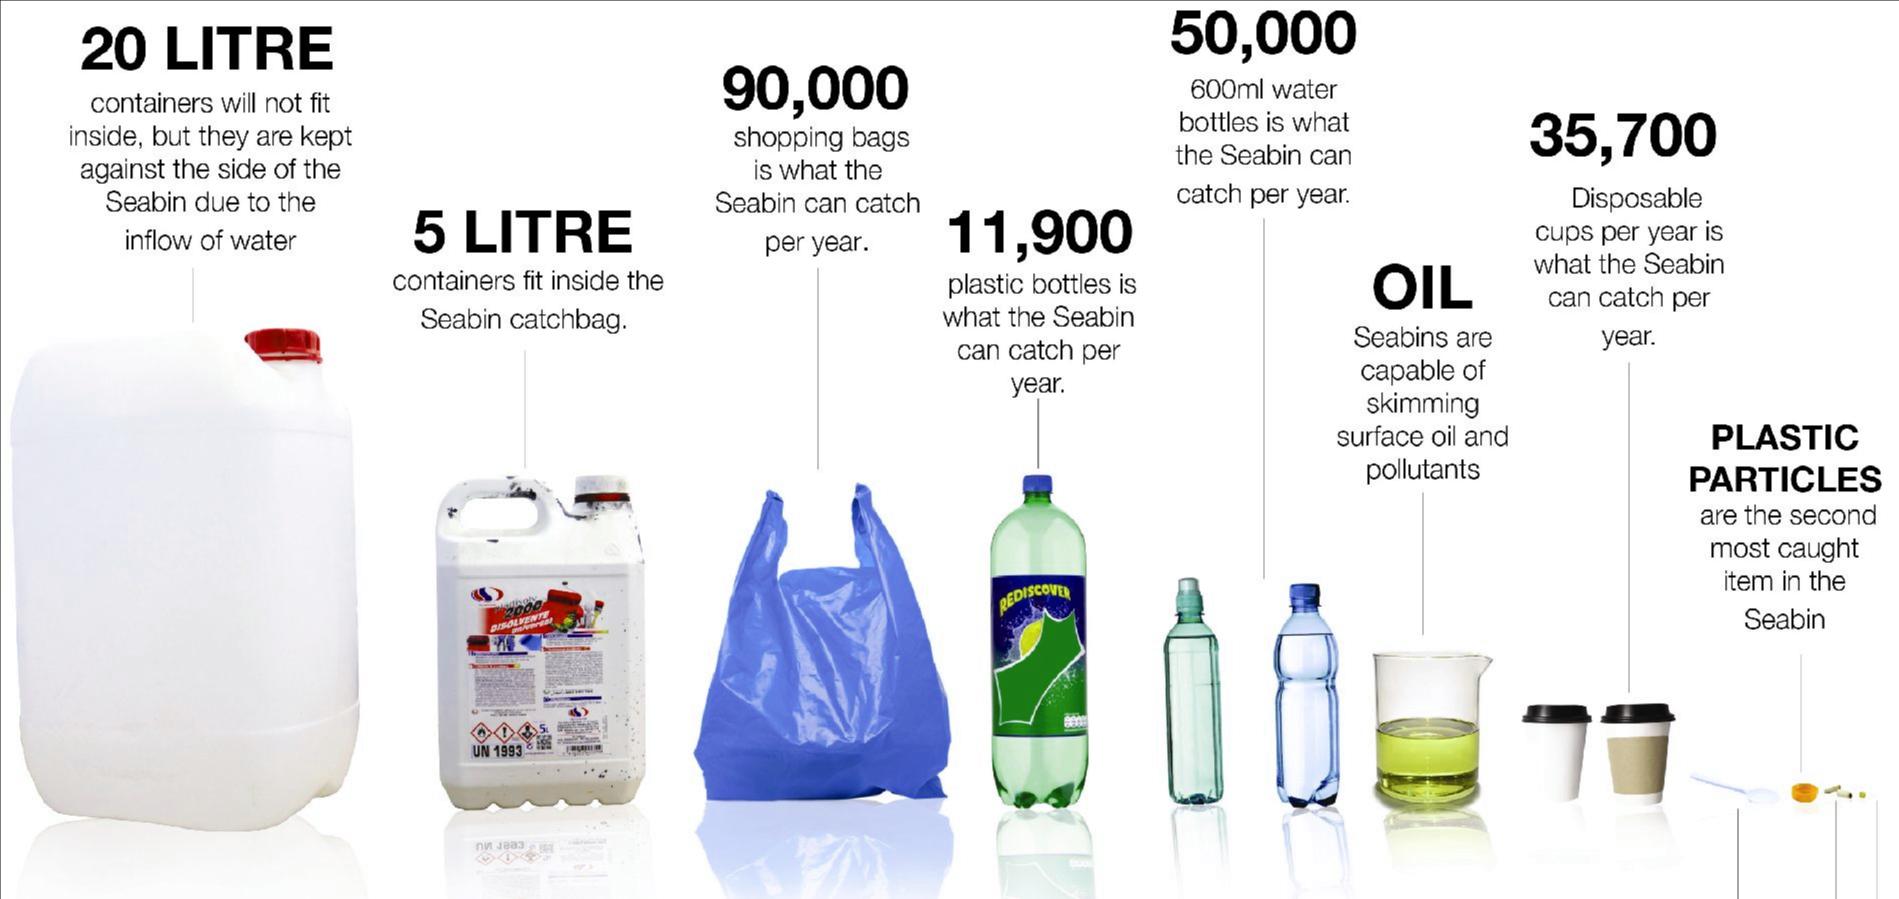 20 LITRE
containers will not fit
inside, but they are kept
against the side of the
Seabin due to the
inflow of water
5 LITRE
containers fit inside the
Seabin catchbag.
90,000
shopping bags
is what the
Seabin can catch
per year.
11,900
plastic bottles is
what the Seabin
can catch per
year.
50,000
600ml water
bottles is what
the Seabin can
catch per year.
OIL
Seabins are
capable of
skimming
surface oil and
pollutants
35,700
Disposable
cups per year is
what the Seabin
can catch per
year.
PLASTIC
PARTICLES
are the second
most caught
item in the
Seabin
2000
DISOLVENTE
universal
5L
UN 1993
REDISCOVER